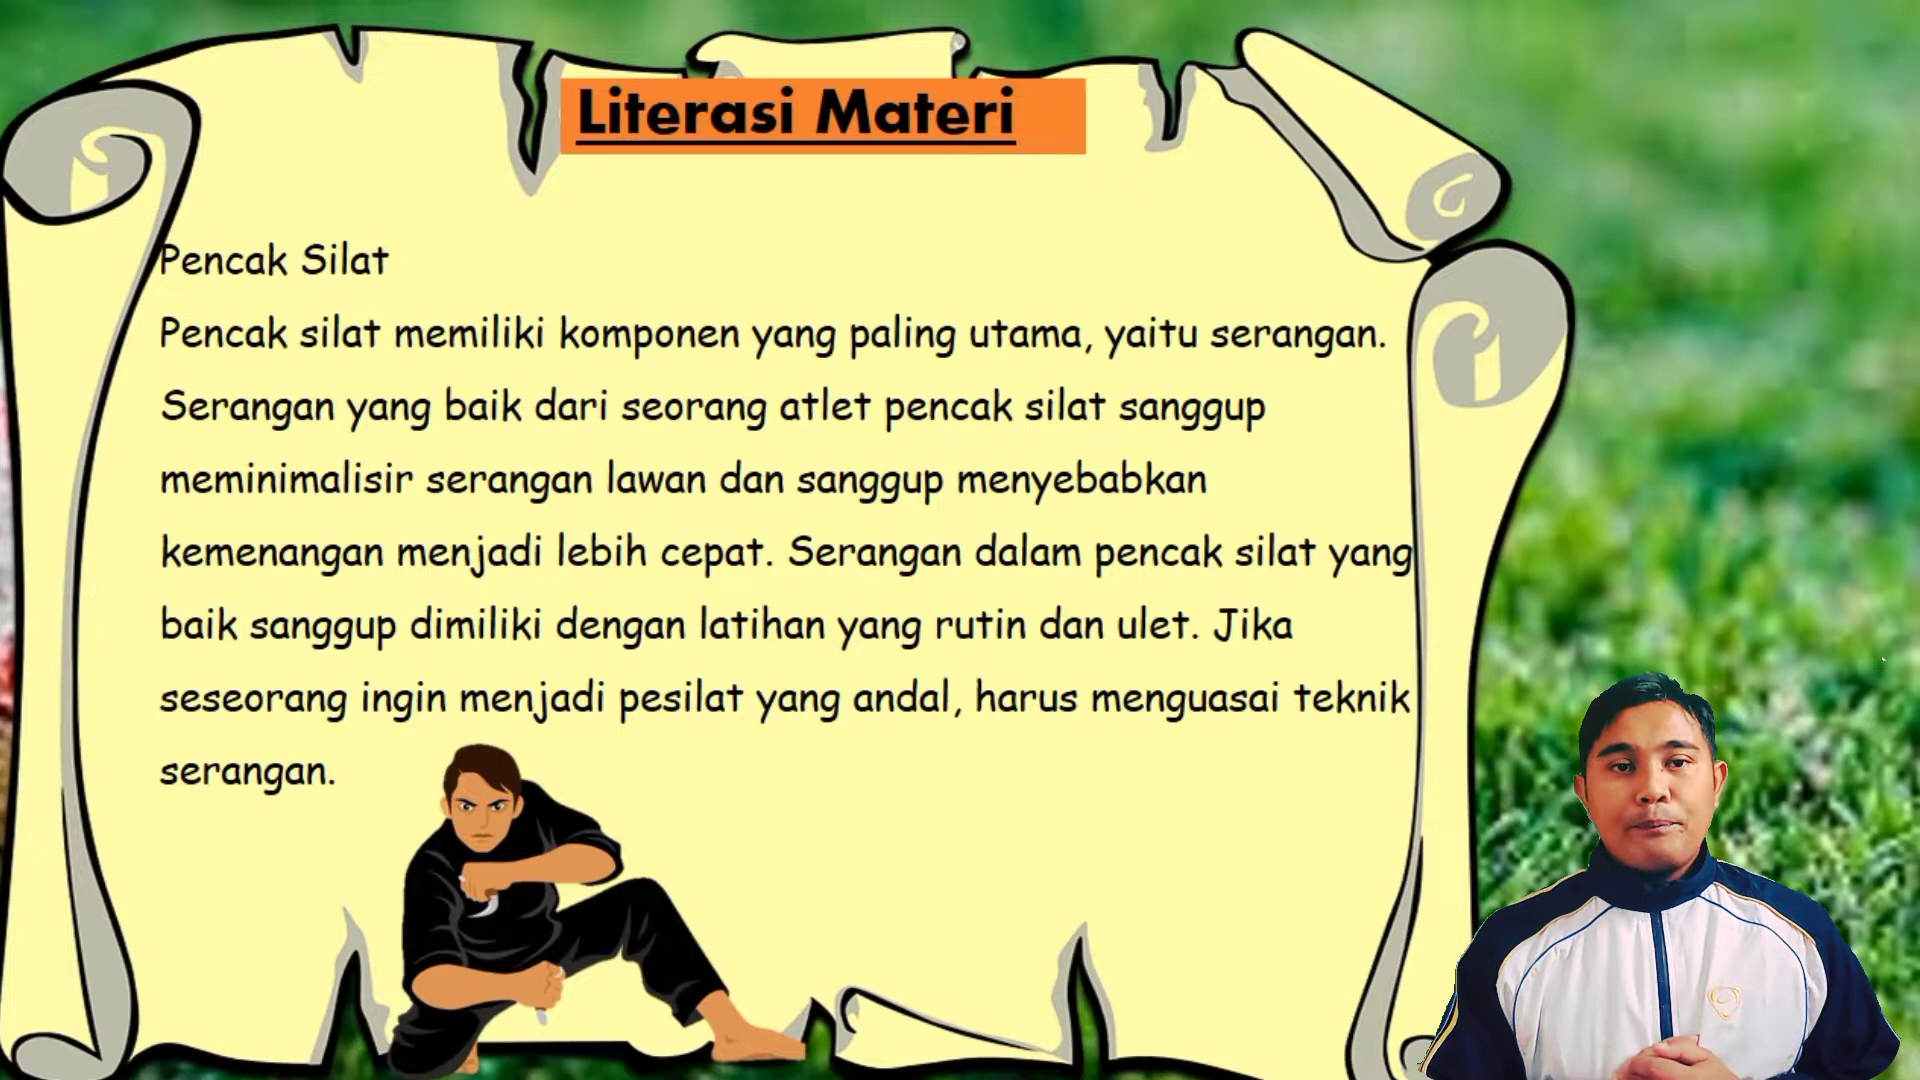 Literasi Materi
Pencak Silat
Pencak silat memiliki komponen yang paling utama, yaitu serangan.
Serangan yang baik dari seorang atlet pencak silat sanggup
meminimalisir serangan lawan dan sanggup menyebabkan
kemenangan menjadi lebih cepat. Serangan dalam pencak silat yang
baik sanggup dimiliki dengan latihan yang rutin dan ulet. Jika
seseorang ingin menjadi pesilat yang andal, harus menguasai teknik
serangan.